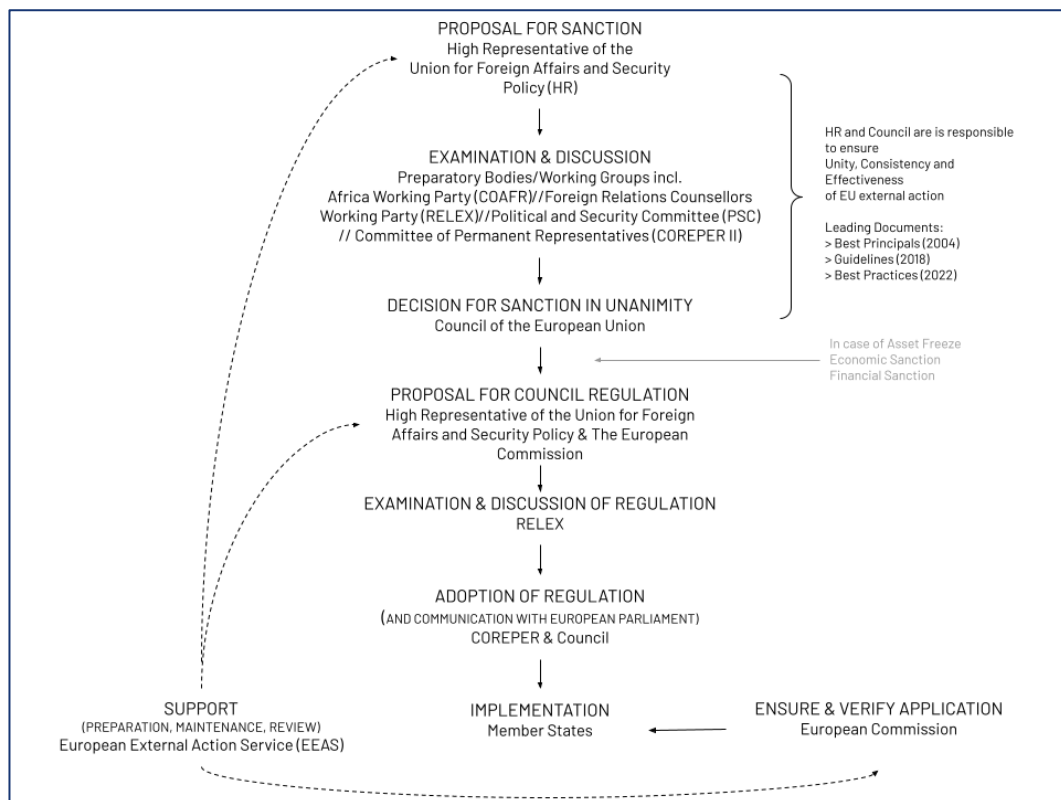 PROPOSAL FOR SANCTION
High Representative of the
Union for Foreign Affairs and Security
Policy (HR)
EXAMINATION & DISCUSSION
Preparatory Bodies/Working Groups incl.
Africa Working Party (COAFR)//Foreign Relations Counsellors
Working Party (RELEX)//Political and Security Committee (PSC)
// Committee of Permanent Representatives (COREPER II)
DECISION FOR SANCTION IN UNANIMITY
Council of the European Union
HR and Council are is responsible
to ensure
Unity, Consistency and
Effectiveness
of EU external action
Leading Documents:
> Best Principals (2004)
> Guidelines (2018)
> Best Practices (2022)
In case of Asset Freeze
Economic Sanction
Financial Sanction
PROPOSAL FOR COUNCIL REGULATION
High Representative of the Union for Foreign
Affairs and Security Policy & The European
Commission
EXAMINATION & DISCUSSION OF REGULATION
RELEX
ADOPTION OF REGULATION
(AND COMMUNICATION WITH EUROPEAN PARLIAMENT)
COREPER & Council
SUPPORT
(PREPARATION, MAINTENANCE, REVIEW)
European External Action Service (EEAS)
IMPLEMENTATION
Member States
ENSURE & VERIFY APPLICATION
European Commission